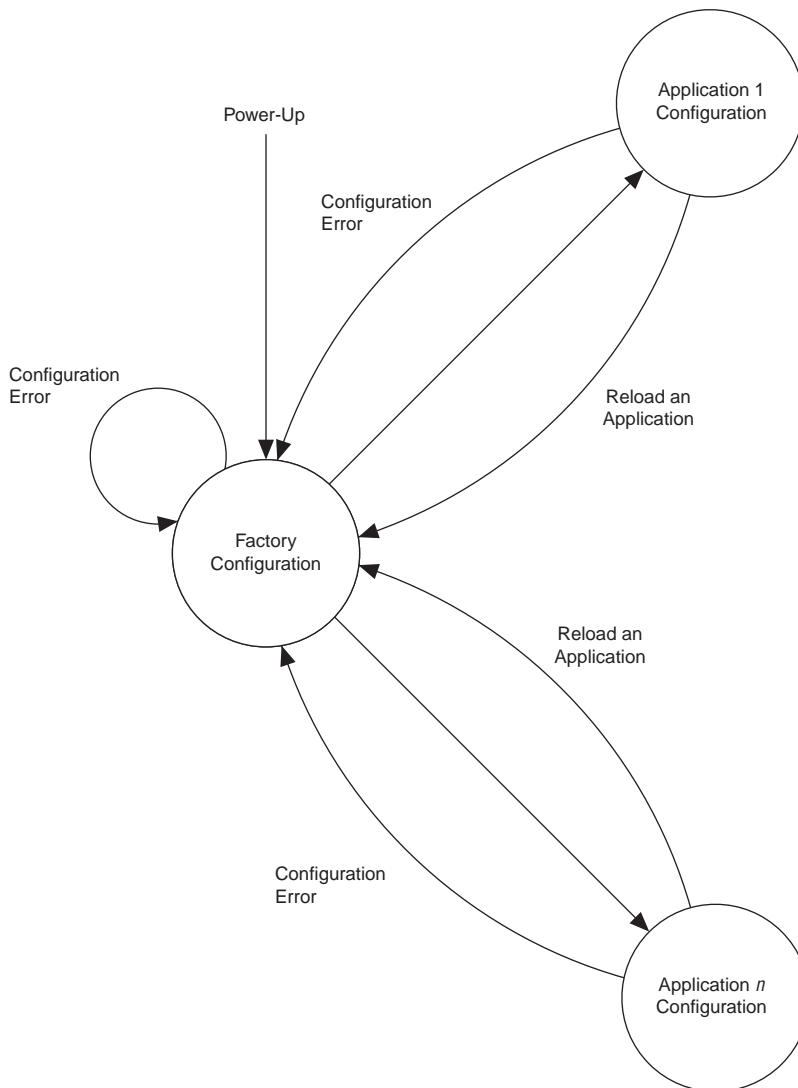 Application 1
Configuration
Power-Up
Configuration
Error
Configuration
Error
Reload an
Application
Factory
Configuration
Reload an
Application
Configuration
Error
Application n
Configuration